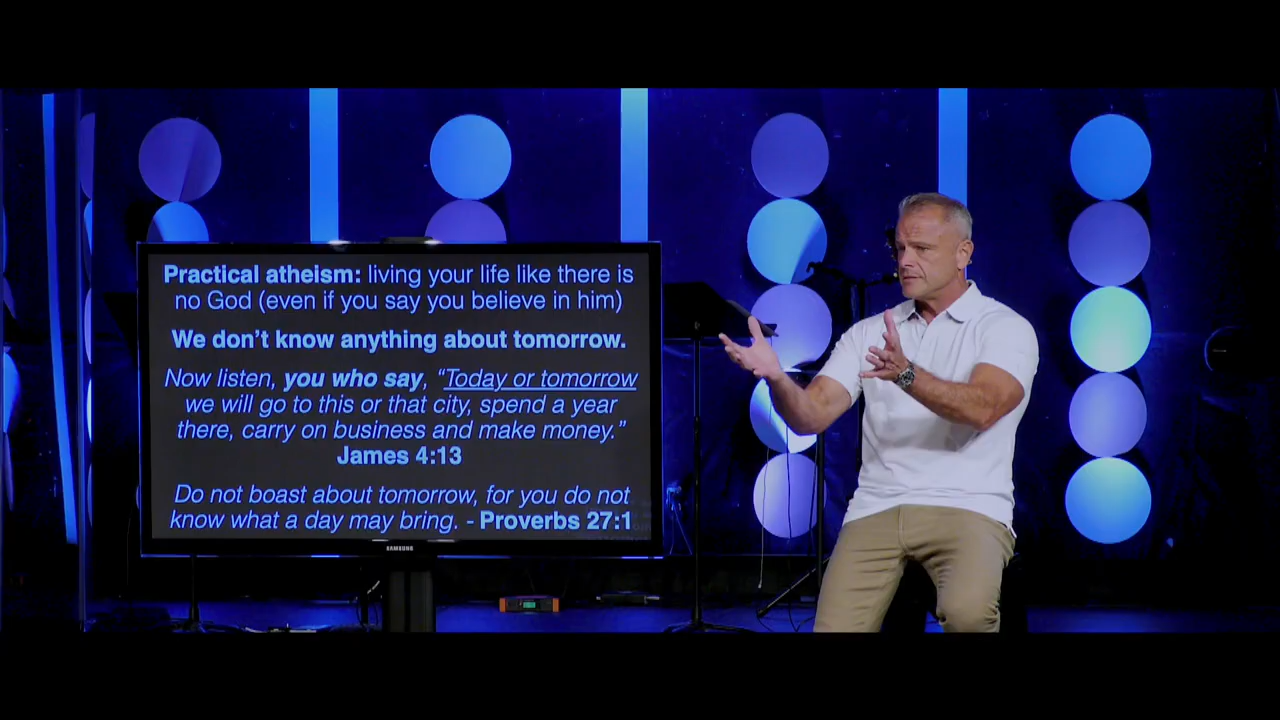 Practical atheism: living your life like there is
no God (even if you say you believe in him)
We don't know anything about tomorrow.
Now listen, you who say, “Today or tomorrow
we will go to this or that city, spend a year
there, carry on business and make money.”
James 4:13
Do not boast about tomorrow, for you do not
know what a day may bring. - Proverbs 27:1
SAMSUNG